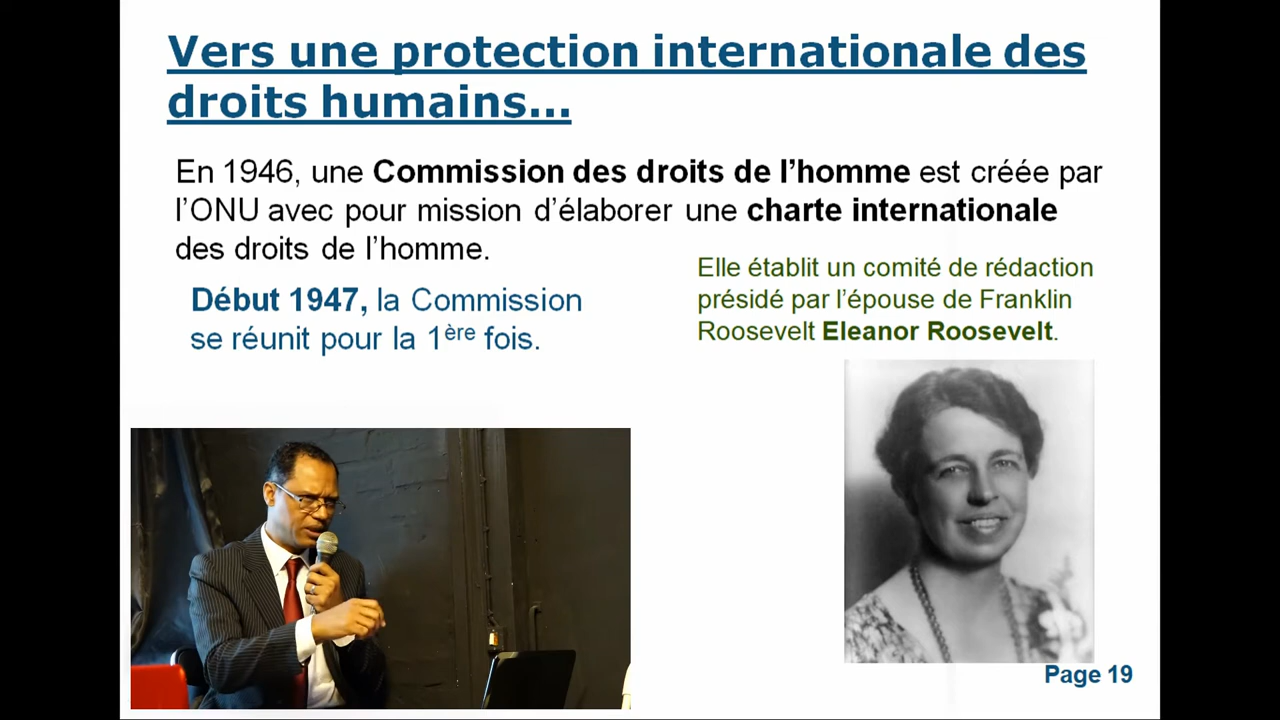 Vers une protection internationale des
droits humains...
En 1946, une Commission des droits de l’homme est créée par
l’ONU avec pour mission d’élaborer une charte internationale
des droits de l’homme.
Début 1947, la Commission
se réunit pour la 1ère fois.
Elle établit un comité de rédaction
présidé par l’épouse de Franklin
Roosevelt Eleanor Roosevelt.
Page 19